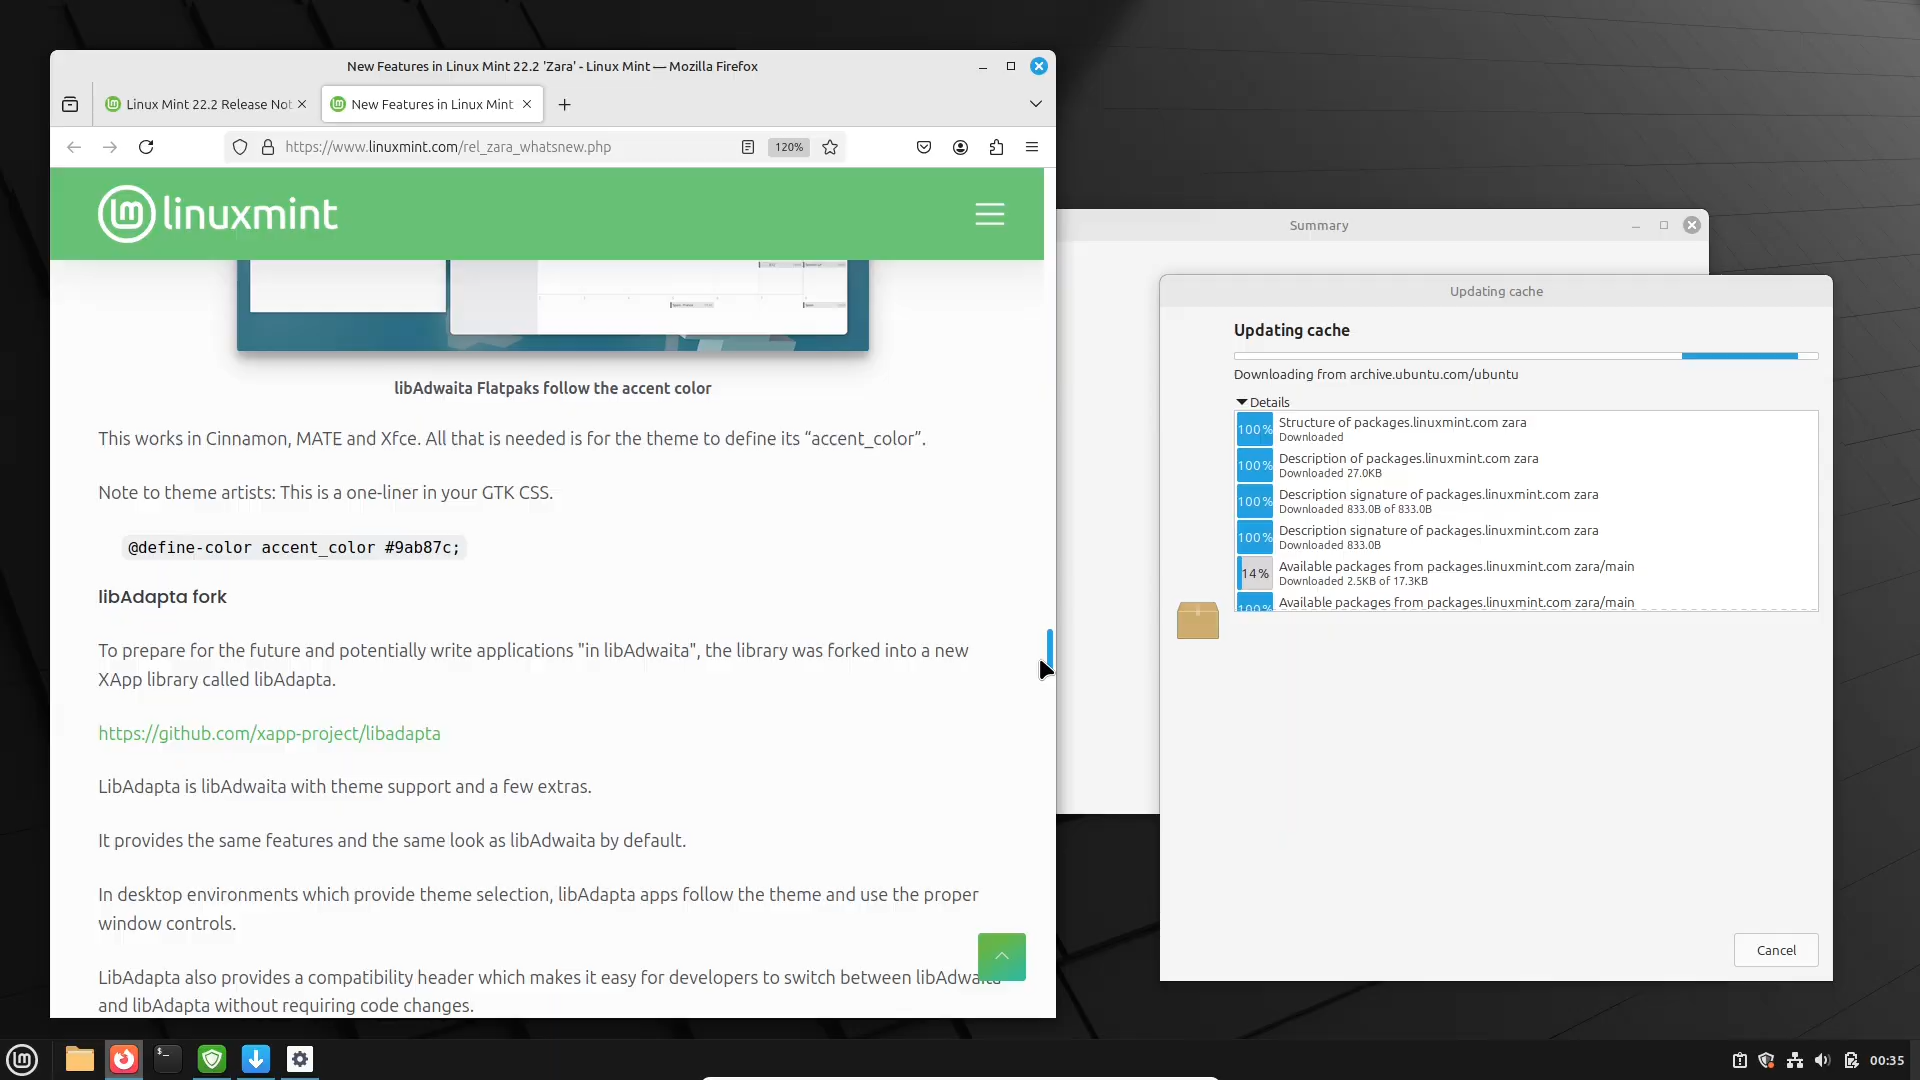 New Features in Linux Mint 22.2 'Zara' - Linux Mint — Mozilla Firefox
Linux Mint 22.2 Release Not
New Features in Linux Mint
https://www.linuxmint.com/rel_zara_whatsnew.php
120%
linuxmint
libAdwaita Flatpaks follow the accent color
This works in Cinnamon, MATE and Xfce. All that is needed is for the theme to define its “accent_color”.
Note to theme artists: This is a one-liner in your GTK CSS.
@define-color accent_color #9ab87c;
libAdapta fork
To prepare for the future and potentially write applications "in libAdwaita", the library was forked into a new
XApp library called libAdapta.
https://github.com/xapp-project/libadapta
LibAdapta is libAdwaita with theme support and a few extras.
It provides the same features and the same look as libAdwaita by default.
In desktop environments which provide theme selection, libAdapta apps follow the theme and use the proper
window controls.
LibAdapta also provides a compatibility header which makes it easy for developers to switch between libAdwaita
and libAdapta without requiring code changes.
Summary
Updating cache
Updating cache
Downloading from archive.ubuntu.com/ubuntu
Details
100% Structure of packages.linuxmint.com zara
Downloaded
100% Description of packages.linuxmint.com zara
Downloaded 27.0KB
100% Description signature of packages.linuxmint.com zara
Downloaded 833.0B of 833.0B
100% Description signature of packages.linuxmint.com zara
Downloaded 833.0B
14% Available packages from packages.linuxmint.com zara/main
Downloaded 2.5KB of 17.3KB
100% Available packages from packages.linuxmint.com zara/main
Cancel
00:35